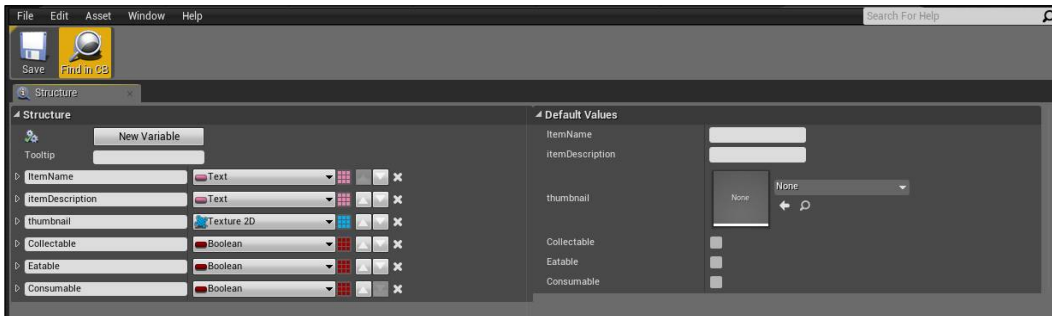 File Edit Asset Window Help
Search For Help
Save Find in CB
Structure
Structure
New Variable
Tooltip
ItemName Text
itemDescription Text
thumbnail Texture 2D
Collectable Boolean
Eatable Boolean
Consumable Boolean
Default Values
ItemName
itemDescription
thumbnail None None
Collectable
Eatable
Consumable